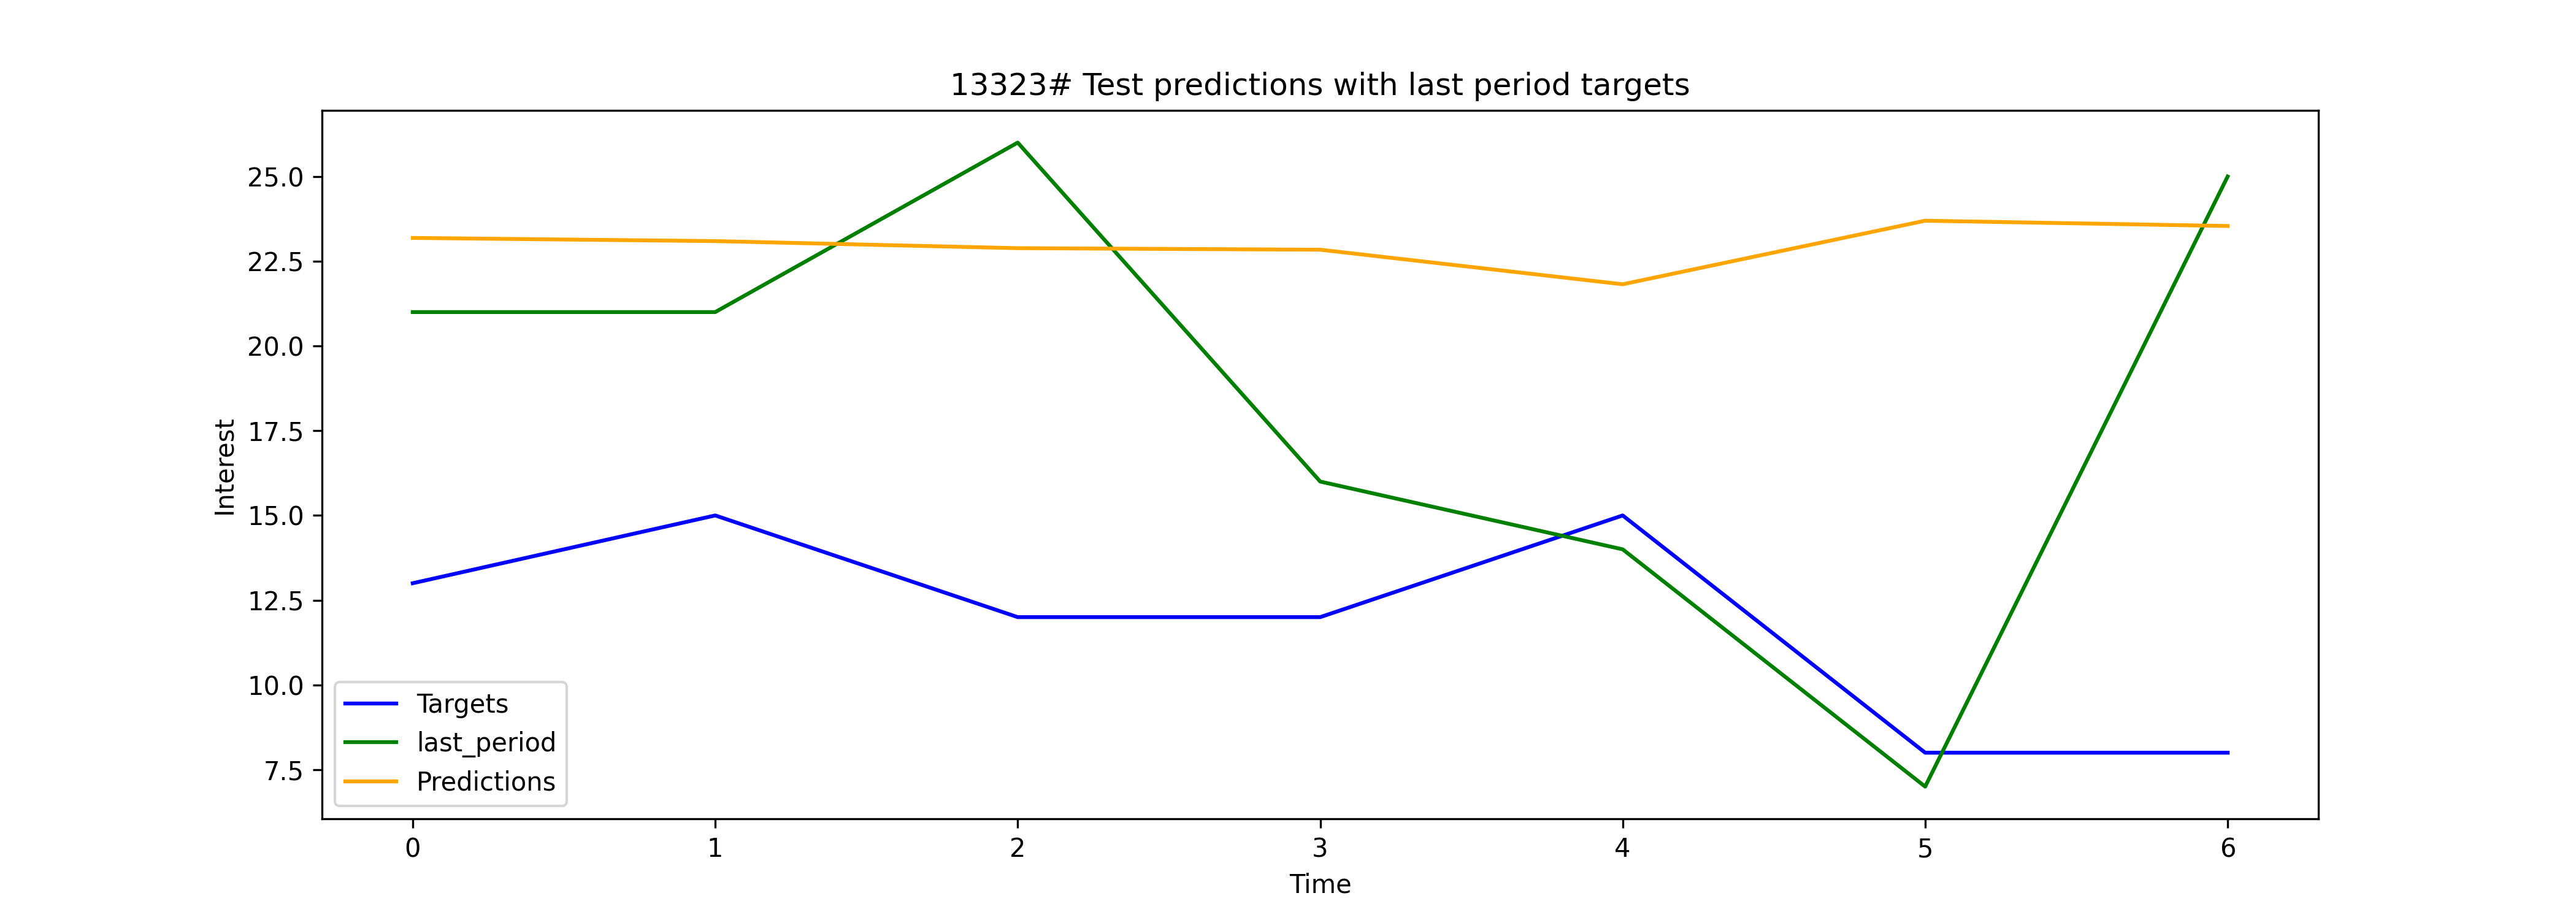 13323# Test predictions with last period targets
Interest
25.0
22.5
20.0
17.5
15.0
12.5
10.0
7.5
Targets
last_period
Predictions
0 1 2 3 4 5 6
Time